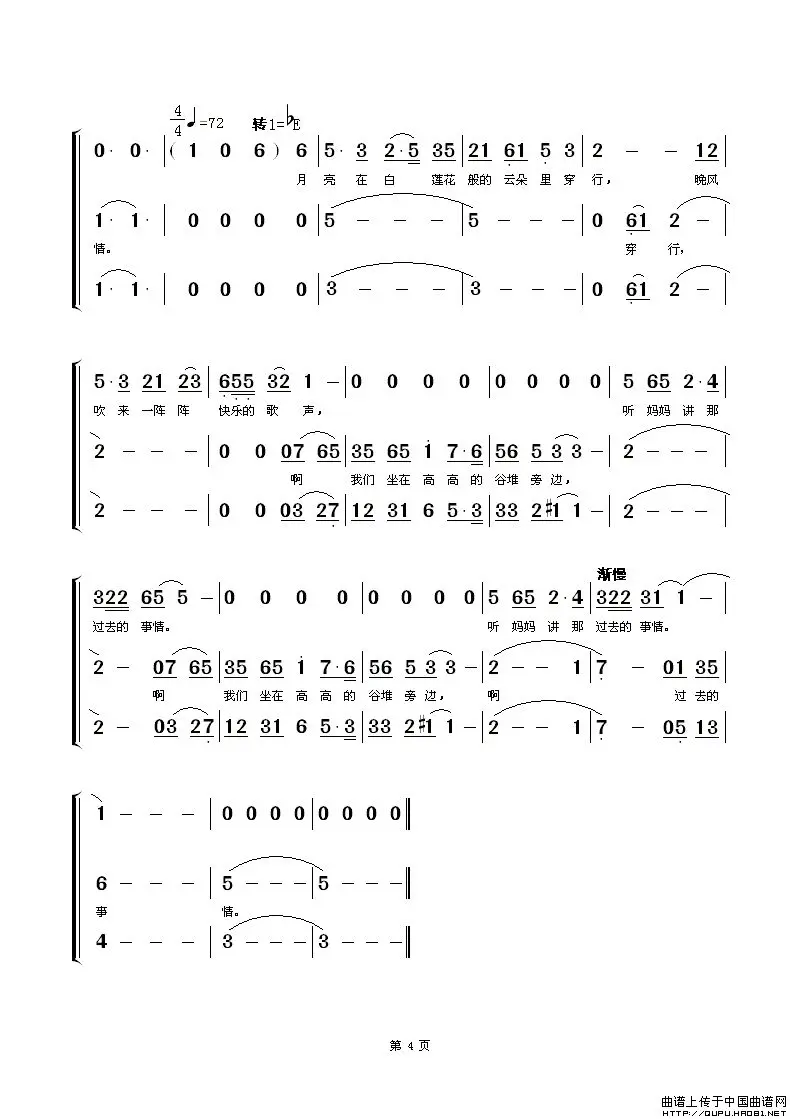 4/4 ♩=72 转1=♭E
0· 0· | ( 1 0 6 ) 6 | 5· 3 2·5 35 | 21 61 5 3 | 2 – – 12
月 亮 在 白 莲花 般的 云朵 里 穿 行， 晚风
1· 1· | 0 0 0 0 | 5 – – – | 5 – – – | 0 61 2 –
情。 穿 行，
1· 1· | 0 0 0 0 | 3 – – – | 3 – – – | 0 61 2 –
5·3 21 23 | 655 32 1 – | 0 0 0 0 | 0 0 0 0 | 5 65 2·4
吹 来 一阵 阵 快乐的 歌 声， 听 妈妈 讲 那
2 – – – | 0 0 07 65 | 35 65 1 7·6 | 56 5 3 3 – | 2 – – –
啊 我们 坐在 高 高 的 谷堆 旁 边，
2 – – – | 0 0 03 27 | 12 31 6 5·3 | 33 2 #1 1 – | 2 – – –
渐慢
322 65 5 – | 0 0 0 0 | 0 0 0 0 | 5 65 2·4 | 322 31 1 –
过去的 事情。 听 妈妈 讲 那 过去的 事情。
2 – 07 65 | 35 65 1 7·6 | 56 5 3 3 – | 2 – – 1 | 7 – 01 35
啊 我们 坐在 高 高 的 谷堆 旁 边， 啊 过 去的
2 – 03 27 | 12 31 6 5·3 | 33 2 #1 1 – | 2 – – 1 | 7 – 05 13
1 – – – | 0 0 0 0 | 0 0 0 0
6 – – – | 5 – – – | 5 – – –
事 情。
4 – – – | 3 – – – | 3 – – –
第 4 页
曲谱上传于中国曲谱网
HTTP://QUPU.HAO81.NET